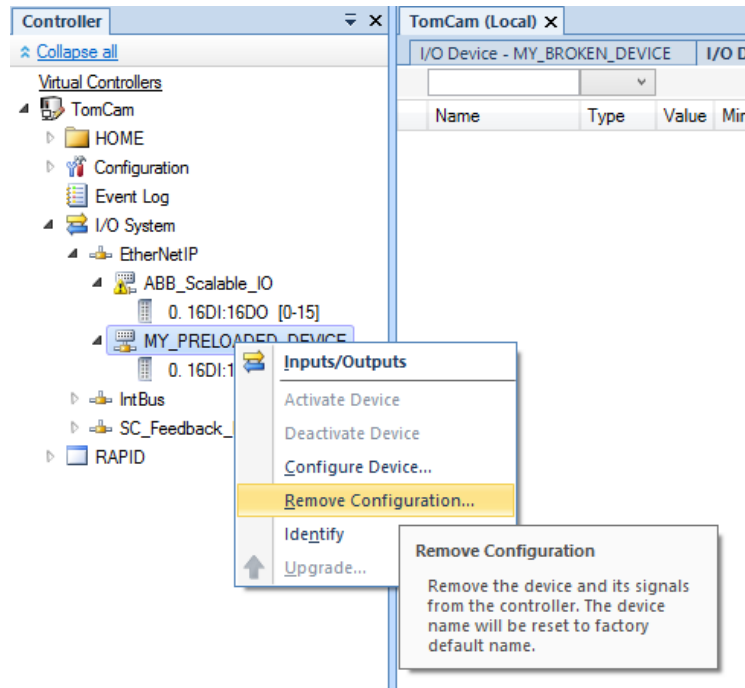 Controller
Collapse all
Virtual Controllers
TomCam
HOME
Configuration
Event Log
I/O System
EtherNetIP
ABB_Scalable_IO
0. 16DI:16DO [0-15]
MY_PRELOADED_DEVICE
0. 16DI:1
IntBus
SC_Feedback_
RAPID
TomCam (Local)
I/O Device - MY_BROKEN_DEVICE
I/O D
Name Type Value Min
Inputs/Outputs
Activate Device
Deactivate Device
Configure Device...
Remove Configuration...
Identify
Upgrade...
Remove Configuration
Remove the device and its signals
from the controller. The device
name will be reset to factory
default name.